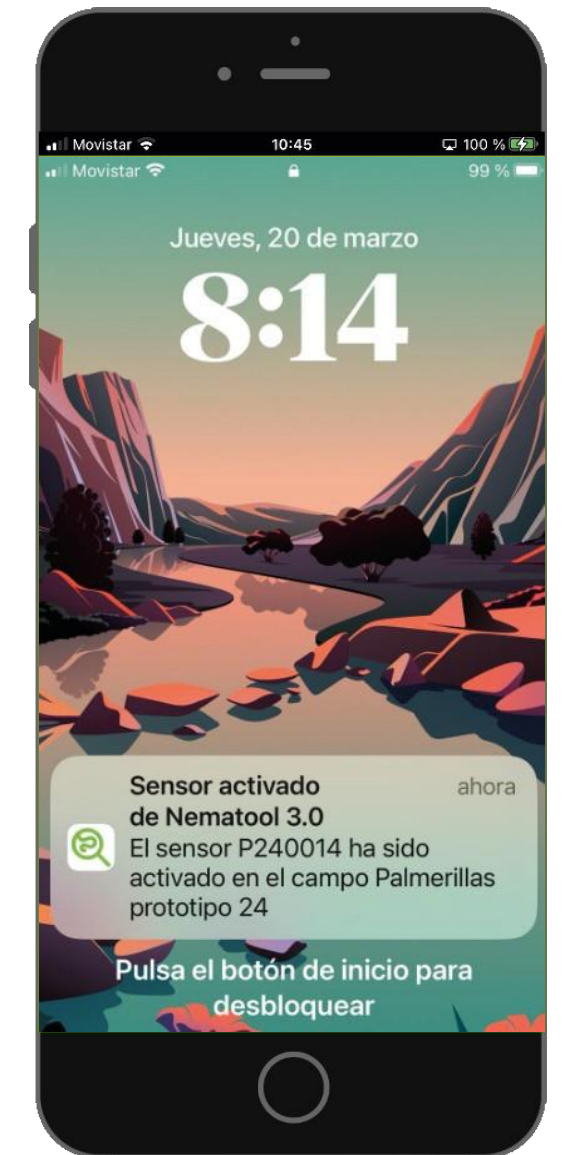 Movistar 10:45 100 %
Movistar 99 %
Jueves, 20 de marzo
8:14
Sensor activado ahora
de Nematool 3.0
El sensor P240014 ha sido
activado en el campo Palmerillas
prototipo 24
Pulsa el botón de inicio para
desbloquear